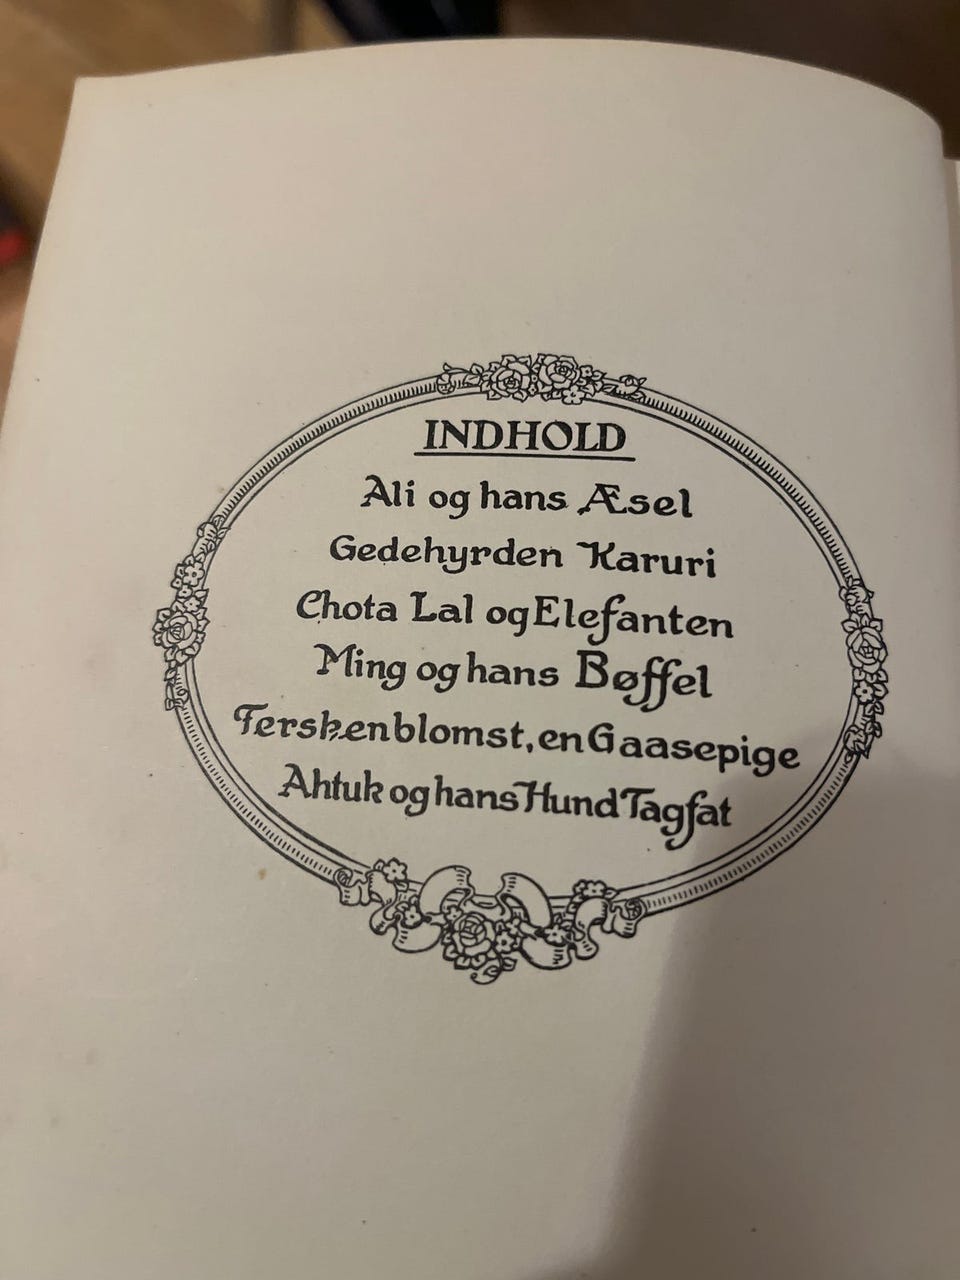 INDHOLD
Ali og hans Æsel
Gedehyrden Karuri
Chota Lal og Elefanten
Ming og hans Bøffel
Ferskenblomst, en Gaasepige
Ahtuk og hans Hund Tagfat